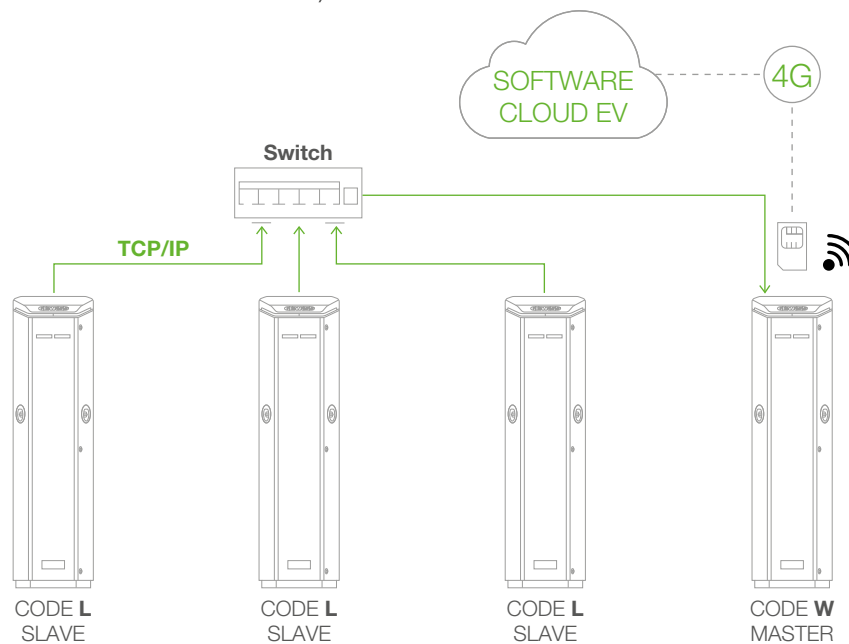 SOFTWARE
CLOUD EV
4G
Switch
TCP/IP
CODE L
SLAVE
CODE L
SLAVE
CODE L
SLAVE
CODE W
MASTER